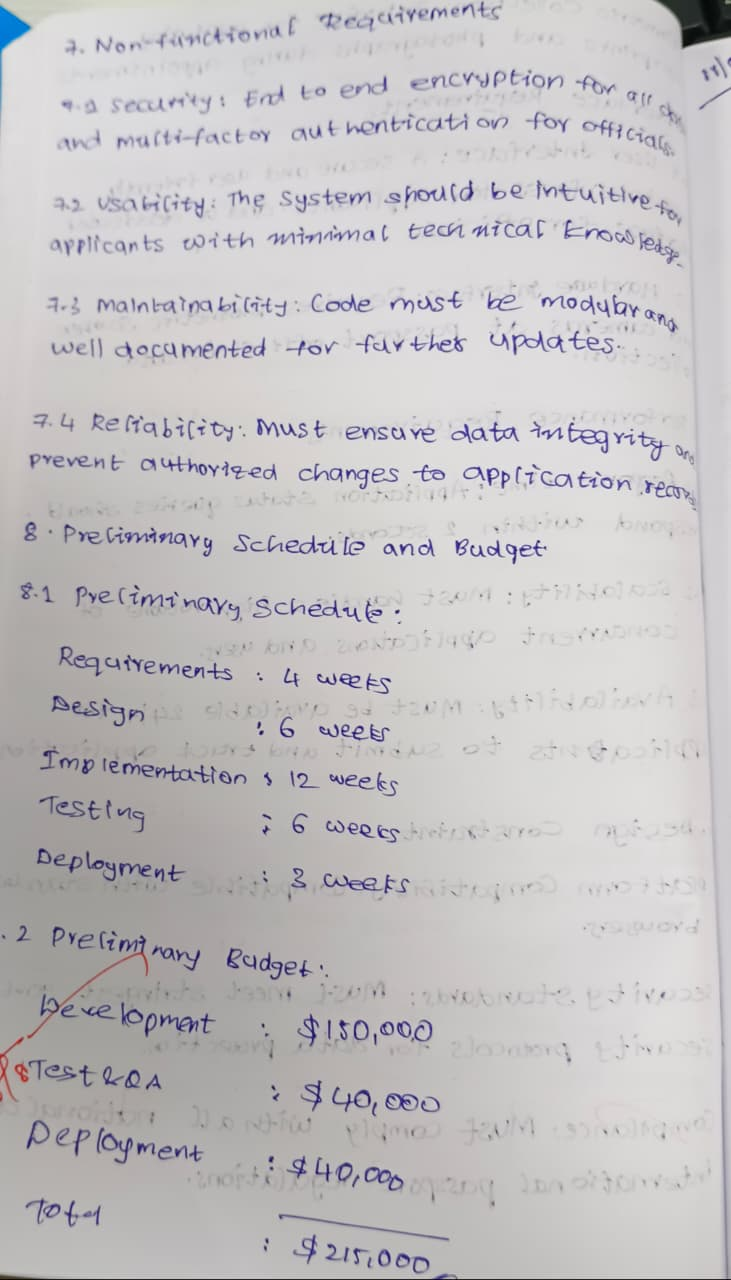 7. Non-functional Requirements
7.1 Security: End to end encryption for all
and multi-factor authentication for officials.
7.2 Usability: The system should be intuitive for
applicants with minimal technical knowledge.
7.3 Maintainability: Code must be modular and
well documented for further updates.
7.4 Reliability: Must ensure data integrity and
prevent authorized changes to application records
8. Preliminary Schedule and Budget
8.1 Preliminary Schedule:
Requirements : 4 weeks
Design : 6 weeks
Implementation : 12 weeks
Testing : 6 weeks
Deployment : 3 weeks
.2 Preliminary Budget:
Development : $150,000
Test & QA : $40,000
Deployment : $40,000
Total : $215,000